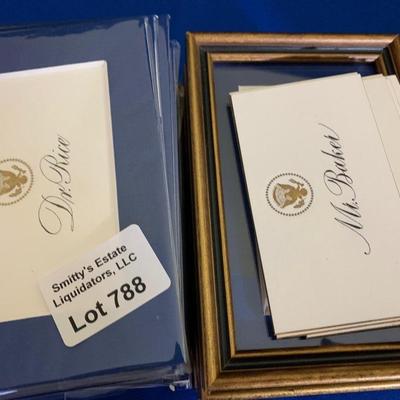 Dr. Rice
Mr. Baker
Smitty's Estate
Liquidators, LLC
Lot 788